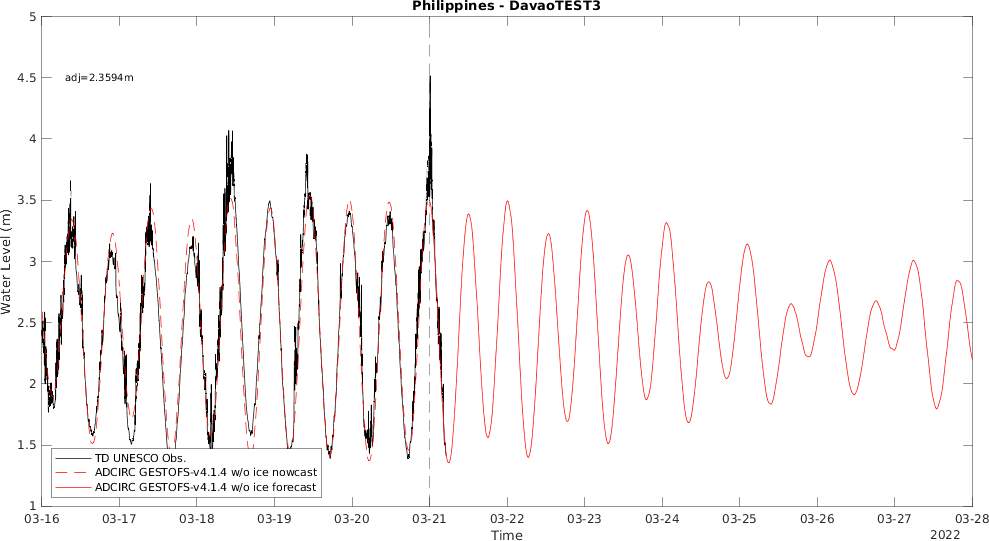 Philippines - DavaoTEST3
5
4.5
4
3.5
3
2.5
2
1.5
1
Water Level (m)
adj=2.3594m
TD UNESCO Obs.
ADCIRC GESTOFS-v4.1.4 w/o ice nowcast
ADCIRC GESTOFS-v4.1.4 w/o ice forecast
03-16 03-17 03-18 03-19 03-20 03-21 03-22 03-23 03-24 03-25 03-26 03-27 03-28
Time
2022